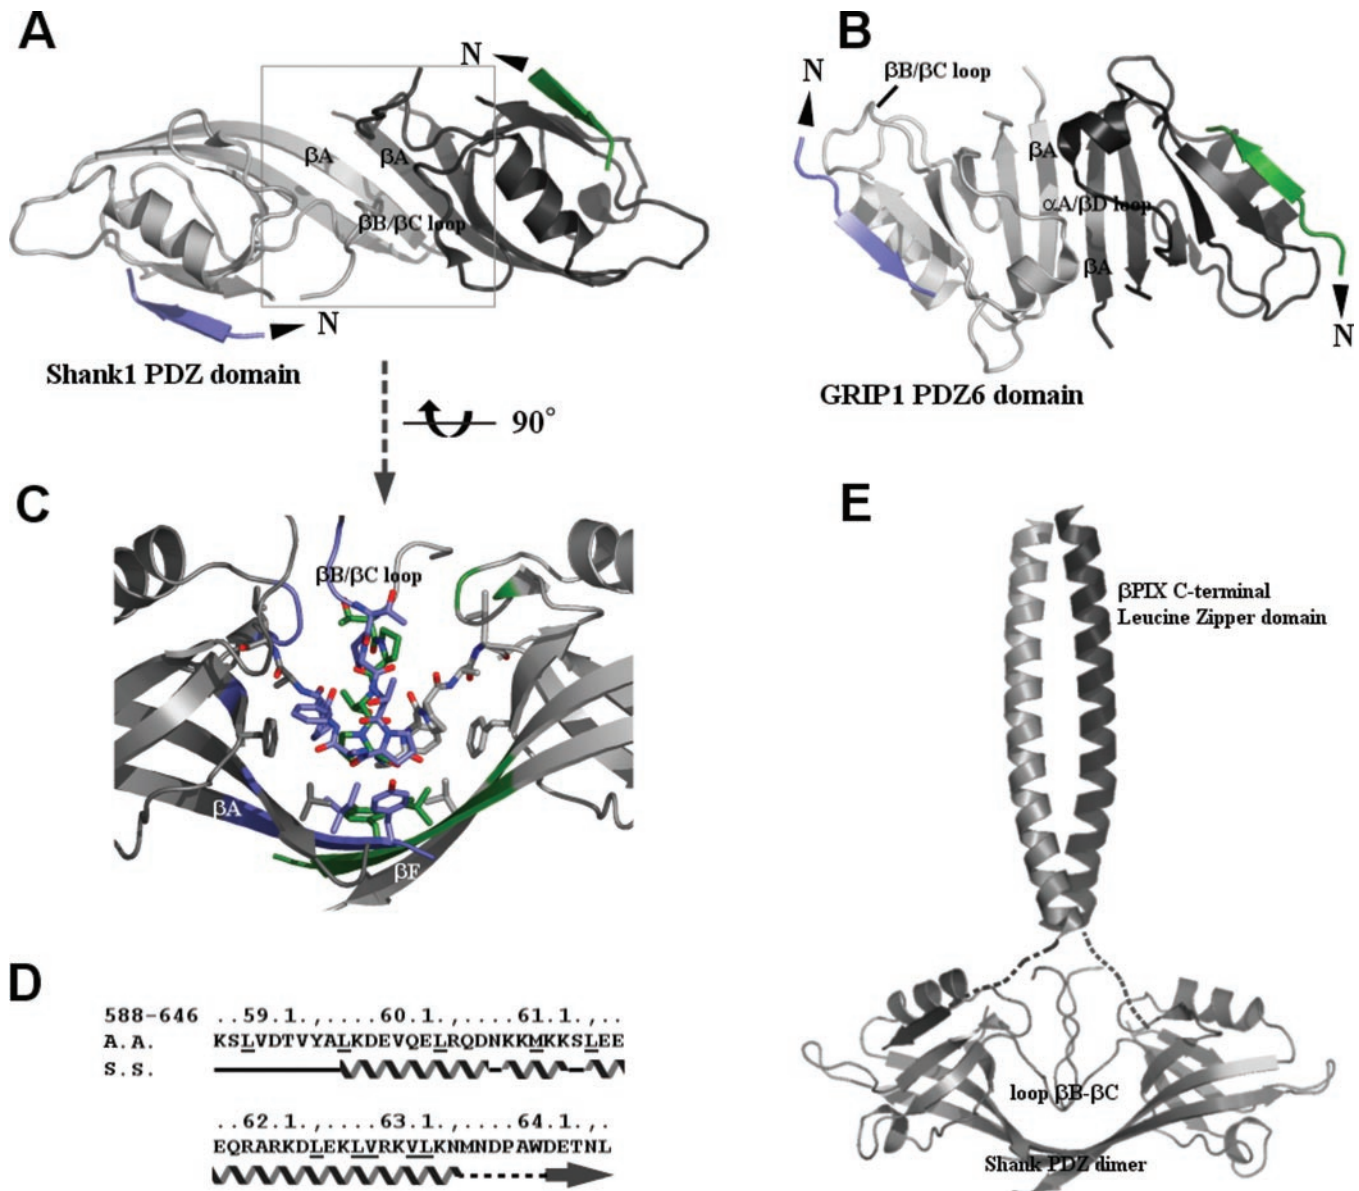 A
N
βA
βA
βB/βC loop
N
Shank1 PDZ domain
90°
B
N
βB/βC loop
βA
αA/βD loop
βA
N
GRIP1 PDZ6 domain
C
βB/βC loop
βA
βF
D
588-646 ..59.1.,....60.1.,....61.1.,..
A.A. KSLVDTVYALKDEVQELRQDNKKMKKSLEE
S.S.
.,..62.1.,....63.1.,....64.1.,.
EQRARKDLEKLVRKVLKNMNDPAWDETNL
E
βPIX C-terminal
Leucine Zipper domain
loop βB-βC
Shank PDZ dimer